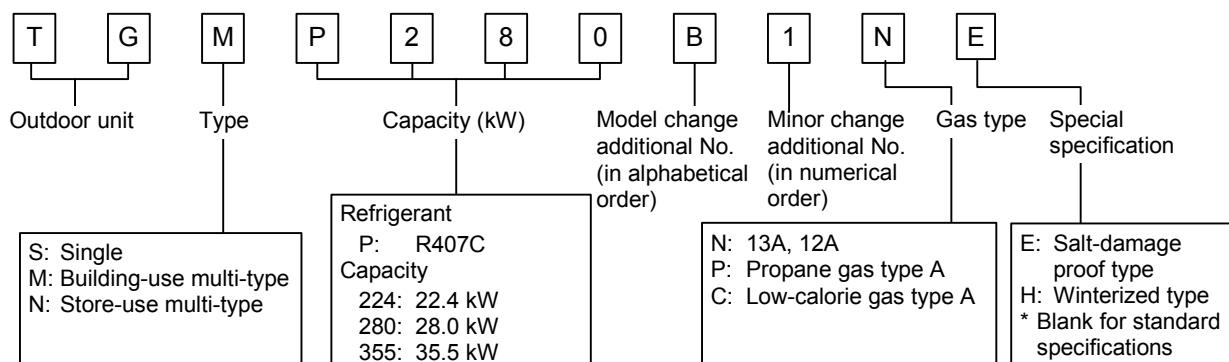 T G M P 2 8 0 B 1 N E
Outdoor unit
Type
Capacity (kW)
Model change
additional No.
(in alphabetical
order)
Minor change
additional No.
(in numerical
order)
Gas type
Special
specification
S: Single
M: Building-use multi-type
N: Store-use multi-type
Refrigerant
P: R407C
Capacity
224: 22.4 kW
280: 28.0 kW
355: 35.5 kW
N: 13A, 12A
P: Propane gas type A
C: Low-calorie gas type A
E: Salt-damage
proof type
H: Winterized type
* Blank for standard
specifications